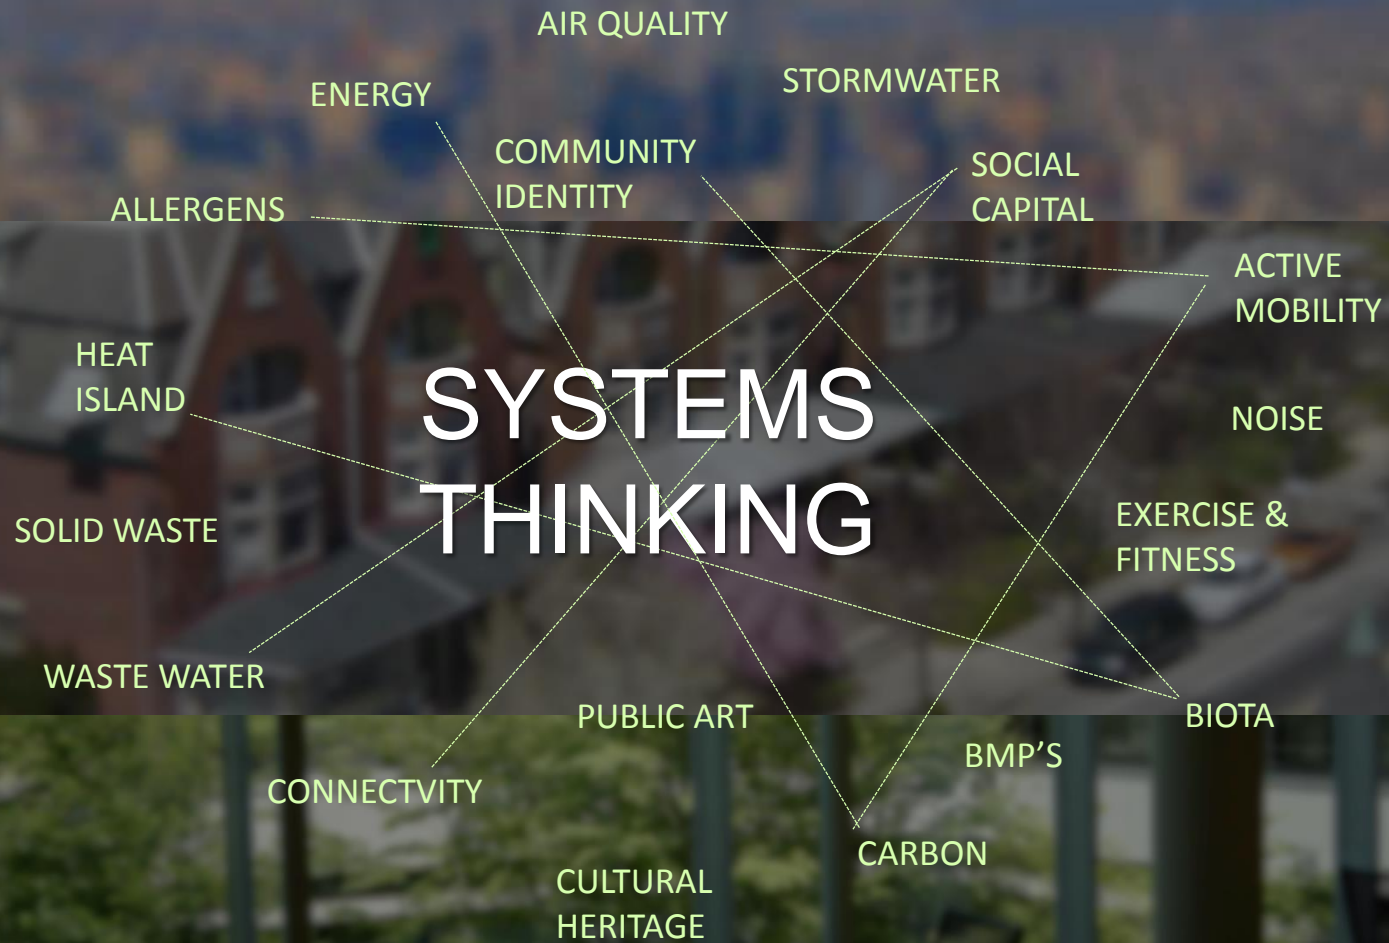 AIR QUALITY
STORMWATER
ENERGY
COMMUNITY
IDENTITY
SOCIAL
CAPITAL
ALLERGENS
ACTIVE
MOBILITY
HEAT
ISLAND
SYSTEMS
THINKING
NOISE
SOLID WASTE
EXERCISE &
FITNESS
WASTE WATER
PUBLIC ART
BIOTA
BMP’S
CONNECTVITY
CARBON
CULTURAL
HERITAGE